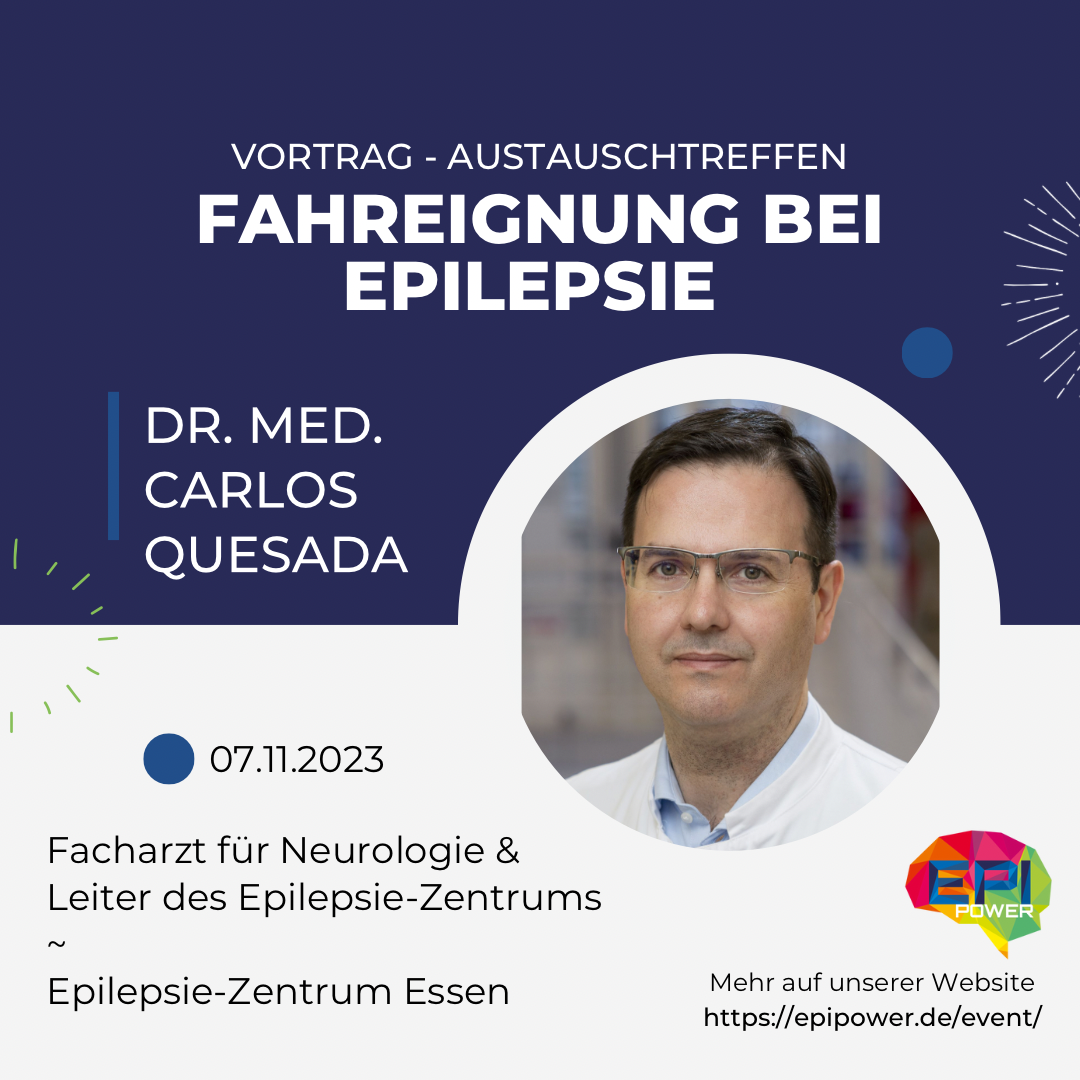 VORTRAG - AUSTAUSCHTREFFEN
FAHREIGNUNG BEI
EPILEPSIE
DR. MED.
CARLOS
QUESADA
07.11.2023
Facharzt für Neurologie &
Leiter des Epilepsie-Zentrums
~
Epilepsie-Zentrum Essen
EPI
POWER
Mehr auf unserer Website
https://epipower.de/event/